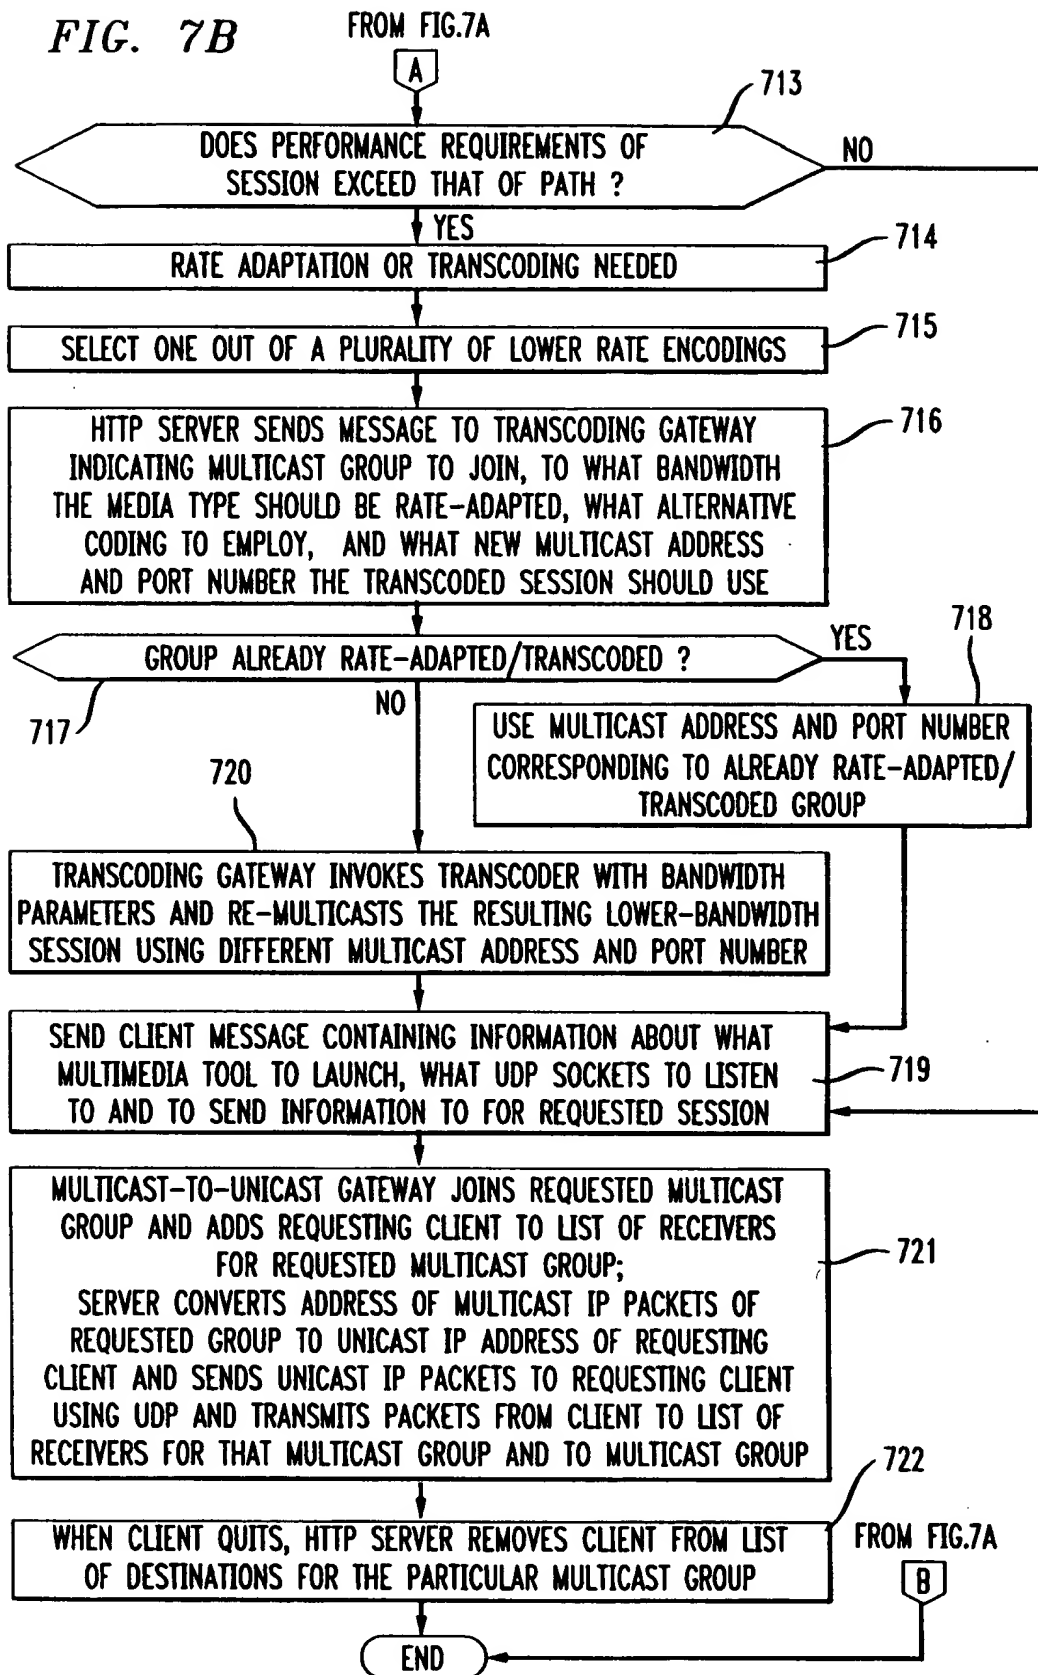 FIG. 7B
FROM FIG.7A
A
713
DOES PERFORMANCE REQUIREMENTS OF
SESSION EXCEED THAT OF PATH ?
NO
YES
714
RATE ADAPTATION OR TRANSCODING NEEDED
715
SELECT ONE OUT OF A PLURALITY OF LOWER RATE ENCODINGS
HTTP SERVER SENDS MESSAGE TO TRANSCODING GATEWAY
INDICATING MULTICAST GROUP TO JOIN, TO WHAT BANDWIDTH
THE MEDIA TYPE SHOULD BE RATE-ADAPTED, WHAT ALTERNATIVE
CODING TO EMPLOY, AND WHAT NEW MULTICAST ADDRESS
AND PORT NUMBER THE TRANSCODED SESSION SHOULD USE
716
GROUP ALREADY RATE-ADAPTED/TRANSCODED ?
YES
718
NO
717
USE MULTICAST ADDRESS AND PORT NUMBER
CORRESPONDING TO ALREADY RATE-ADAPTED/
TRANSCODED GROUP
720
TRANSCODING GATEWAY INVOKES TRANSCODER WITH BANDWIDTH
PARAMETERS AND RE-MULTICASTS THE RESULTING LOWER-BANDWIDTH
SESSION USING DIFFERENT MULTICAST ADDRESS AND PORT NUMBER
SEND CLIENT MESSAGE CONTAINING INFORMATION ABOUT WHAT
MULTIMEDIA TOOL TO LAUNCH, WHAT UDP SOCKETS TO LISTEN
TO AND TO SEND INFORMATION TO FOR REQUESTED SESSION
719
MULTICAST-TO-UNICAST GATEWAY JOINS REQUESTED MULTICAST
GROUP AND ADDS REQUESTING CLIENT TO LIST OF RECEIVERS
FOR REQUESTED MULTICAST GROUP;
SERVER CONVERTS ADDRESS OF MULTICAST IP PACKETS OF
REQUESTED GROUP TO UNICAST IP ADDRESS OF REQUESTING
CLIENT AND SENDS UNICAST IP PACKETS TO REQUESTING CLIENT
USING UDP AND TRANSMITS PACKETS FROM CLIENT TO LIST OF
RECEIVERS FOR THAT MULTICAST GROUP AND TO MULTICAST GROUP
721
722
WHEN CLIENT QUITS, HTTP SERVER REMOVES CLIENT FROM LIST
OF DESTINATIONS FOR THE PARTICULAR MULTICAST GROUP
FROM FIG.7A
B
END